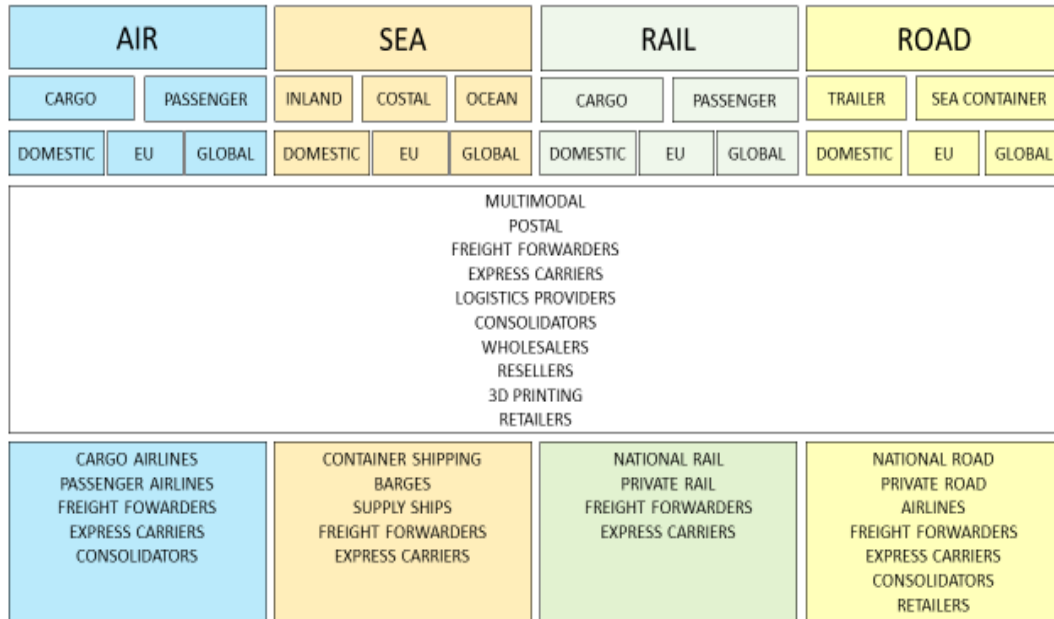 AIR SEA RAIL ROAD
CARGO PASSENGER INLAND COSTAL OCEAN CARGO PASSENGER TRAILER SEA CONTAINER
DOMESTIC EU GLOBAL DOMESTIC EU GLOBAL DOMESTIC EU GLOBAL DOMESTIC EU GLOBAL
MULTIMODAL
POSTAL
FREIGHT FORWARDERS
EXPRESS CARRIERS
LOGISTICS PROVIDERS
CONSOLIDATORS
WHOLESALERS
RESELLERS
3D PRINTING
RETAILERS
CARGO AIRLINES
PASSENGER AIRLINES
FREIGHT FOWARDERS
EXPRESS CARRIERS
CONSOLIDATORS
CONTAINER SHIPPING
BARGES
SUPPLY SHIPS
FREIGHT FORWARDERS
EXPRESS CARRIERS
NATIONAL RAIL
PRIVATE RAIL
FREIGHT FORWARDERS
EXPRESS CARRIERS
NATIONAL ROAD
PRIVATE ROAD
AIRLINES
FREIGHT FORWARDERS
EXPRESS CARRIERS
CONSOLIDATORS
RETAILERS